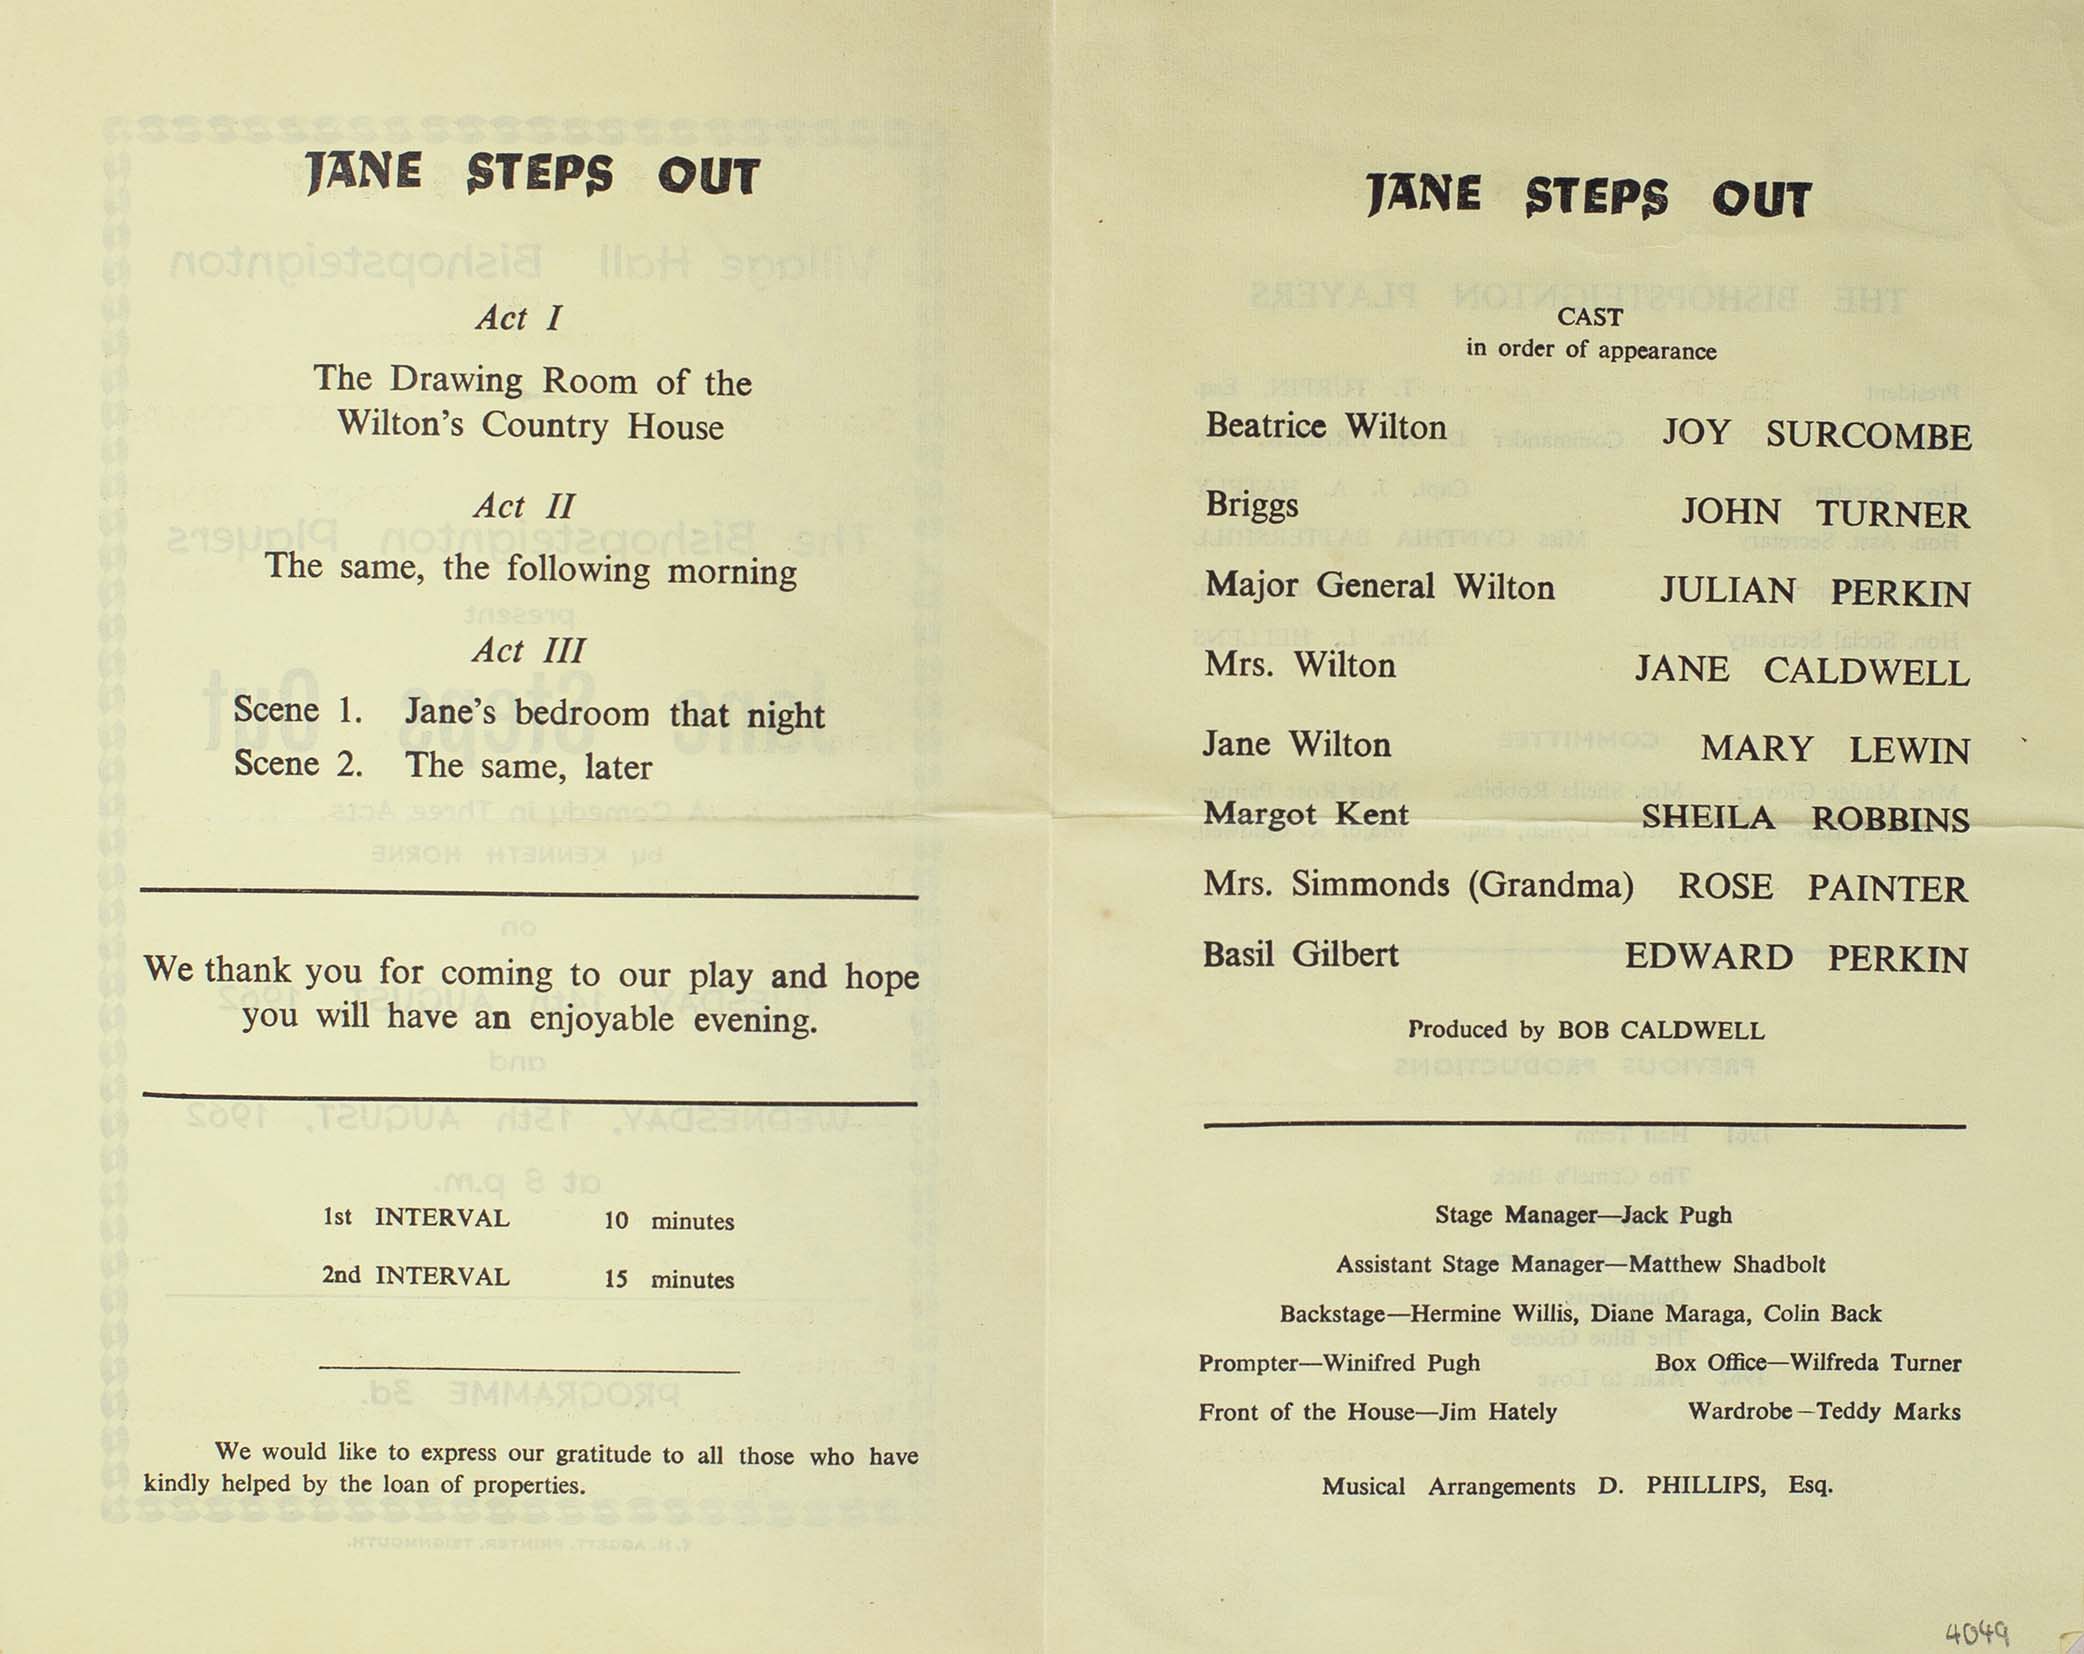 JANE STEPS OUT
Act I
The Drawing Room of the
Wilton's Country House
Act II
The same, the following morning
Act III
Scene 1. Jane's bedroom that night
Scene 2. The same, later
We thank you for coming to our play and hope
you will have an enjoyable evening.
1st INTERVAL 10 minutes
2nd INTERVAL 15 minutes
We would like to express our gratitude to all those who have
kindly helped by the loan of properties.
JANE STEPS OUT
CAST
in order of appearance
Beatrice Wilton JOY SURCOMBE
Briggs JOHN TURNER
Major General Wilton JULIAN PERKIN
Mrs. Wilton JANE CALDWELL
Jane Wilton MARY LEWIN
Margot Kent SHEILA ROBBINS
Mrs. Simmonds (Grandma) ROSE PAINTER
Basil Gilbert EDWARD PERKIN
Produced by BOB CALDWELL
Stage Manager—Jack Pugh
Assistant Stage Manager—Matthew Shadbolt
Backstage—Hermine Willis, Diane Maraga, Colin Back
Prompter—Winifred Pugh Box Office—Wilfreda Turner
Front of the House—Jim Hately Wardrobe—Teddy Marks
Musical Arrangements D. PHILLIPS, Esq.
4049